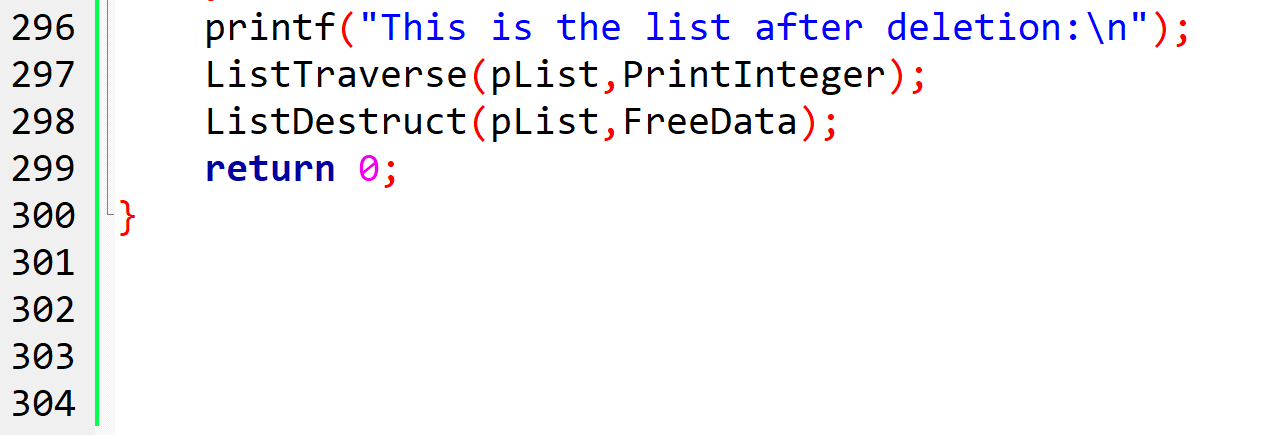 296 printf("This is the list after deletion:\n");
297 ListTraverse(pList,PrintInteger);
298 ListDestruct(pList,FreeData);
299 return 0;
300 }
301
302
303
304